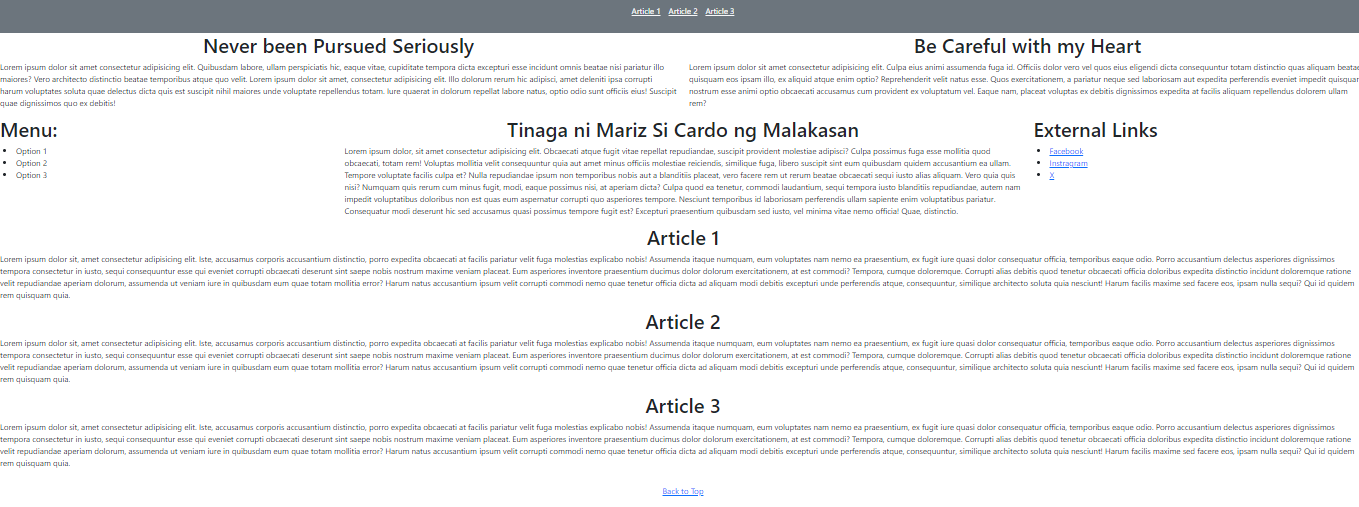 Article 1 Article 2 Article 3
Never been Pursued Seriously
Lorem ipsum dolor sit amet consectetur adipisicing elit. Quibusdam labore, ullam perspiciatis hic, eaque vitae, cupiditate tempora dicta excepturi esse incidunt omnis beatae nisi pariatur illo
maiores? Vero architecto distinctio beatae temporibus atque quo velit. Lorem ipsum dolor sit amet, consectetur adipisicing elit. Illo dolorum rerum hic adipisci, amet deleniti ipsa corrupti
harum voluptates soluta quae delectus dicta quis est suscipit nihil maiores unde voluptate repellendus totam. Iure quaerat in dolorum repellat labore natus, optio odio sunt officiis eius! Suscipit
quae dignissimos quo ex debitis!
Be Careful with my Heart
Lorem ipsum dolor sit amet consectetur adipisicing elit. Culpa eius animi assumenda fuga id. Officiis dolor vero vel quos eius eligendi dicta consequuntur totam distinctio quas aliquam beatae
quisquam eos ipsam illo, ex aliquid atque enim optio? Reprehenderit velit natus esse. Quos exercitationem, a pariatur neque sed laboriosam aut expedita perferendis eveniet impedit quisquam
nostrum esse animi optio obcaecati accusamus cum provident ex voluptatum vel. Eaque nam, placeat voluptas ex debitis dignissimos expedita at facilis aliquam repellendus dolorem ullam
rem?
Menu:
Option 1
Option 2
Option 3
Tinaga ni Mariz Si Cardo ng Malakasan
Lorem ipsum dolor, sit amet consectetur adipisicing elit. Obcaecati atque fugit vitae repellat repudiandae, suscipit provident molestiae adipisci? Culpa possimus fuga esse mollitia quod
obcaecati, totam rem! Voluptas mollitia velit consequuntur quia aut amet minus officiis molestiae reiciendis, similique fuga, libero suscipit sint eum quibusdam quidem accusantium ea ullam.
Tempore voluptate facilis culpa et? Nulla repudiandae ipsum non temporibus nobis aut a blanditiis placeat, vero facere rem ut rerum beatae obcaecati sequi iusto alias aliquam. Vero quia quis
nisi? Numquam quis rerum cum minus fugit, modi, eaque possimus nisi, at aperiam dicta? Culpa quod ea tenetur, commodi laudantium, sequi tempora iusto blanditiis repudiandae, autem nam
impedit voluptatibus doloribus non est quas eum aspernatur corrupti quo asperiores tempore. Nesciunt temporibus id laboriosam perferendis ullam sapiente enim voluptatibus pariatur.
Consequatur modi deserunt hic sed accusamus quasi possimus tempore fugit est? Excepturi praesentium quibusdam sed iusto, vel minima vitae nemo officia! Quae, distinctio.
External Links
Facebook
Instragram
X
Article 1
Lorem ipsum dolor sit, amet consectetur adipisicing elit. Iste, accusamus corporis accusantium distinctio, porro expedita obcaecati at facilis pariatur velit fuga molestias explicabo nobis! Assumenda itaque numquam, eum voluptates nam nemo ea praesentium, ex fugit iure quasi dolor consequatur officia, temporibus eaque odio. Porro accusantium delectus asperiores dignissimos
tempora consectetur in iusto, sequi consequuntur esse qui eveniet corrupti obcaecati deserunt sint saepe nobis nostrum maxime veniam placeat. Eum asperiores inventore praesentium ducimus dolor dolorum exercitationem, at est commodi? Tempora, cumque doloremque. Corrupti alias debitis quod tenetur obcaecati officia doloribus expedita distinctio incidunt doloremque ratione
velit repudiandae aperiam dolorum, assumenda ut veniam iure in quibusdam eum quae totam mollitia error? Harum natus accusantium ipsum velit corrupti commodi nemo quae tenetur officia dicta ad aliquam modi debitis excepturi unde perferendis atque, consequuntur, similique architecto soluta quia nesciunt! Harum facilis maxime sed facere eos, ipsam nulla sequi? Qui id quidem
rem quisquam quia.
Article 2
Lorem ipsum dolor sit, amet consectetur adipisicing elit. Iste, accusamus corporis accusantium distinctio, porro expedita obcaecati at facilis pariatur velit fuga molestias explicabo nobis! Assumenda itaque numquam, eum voluptates nam nemo ea praesentium, ex fugit iure quasi dolor consequatur officia, temporibus eaque odio. Porro accusantium delectus asperiores dignissimos
tempora consectetur in iusto, sequi consequuntur esse qui eveniet corrupti obcaecati deserunt sint saepe nobis nostrum maxime veniam placeat. Eum asperiores inventore praesentium ducimus dolor dolorum exercitationem, at est commodi? Tempora, cumque doloremque. Corrupti alias debitis quod tenetur obcaecati officia doloribus expedita distinctio incidunt doloremque ratione
velit repudiandae aperiam dolorum, assumenda ut veniam iure in quibusdam eum quae totam mollitia error? Harum natus accusantium ipsum velit corrupti commodi nemo quae tenetur officia dicta ad aliquam modi debitis excepturi unde perferendis atque, consequuntur, similique architecto soluta quia nesciunt! Harum facilis maxime sed facere eos, ipsam nulla sequi? Qui id quidem
rem quisquam quia.
Article 3
Lorem ipsum dolor sit, amet consectetur adipisicing elit. Iste, accusamus corporis accusantium distinctio, porro expedita obcaecati at facilis pariatur velit fuga molestias explicabo nobis! Assumenda itaque numquam, eum voluptates nam nemo ea praesentium, ex fugit iure quasi dolor consequatur officia, temporibus eaque odio. Porro accusantium delectus asperiores dignissimos
tempora consectetur in iusto, sequi consequuntur esse qui eveniet corrupti obcaecati deserunt sint saepe nobis nostrum maxime veniam placeat. Eum asperiores inventore praesentium ducimus dolor dolorum exercitationem, at est commodi? Tempora, cumque doloremque. Corrupti alias debitis quod tenetur obcaecati officia doloribus expedita distinctio incidunt doloremque ratione
velit repudiandae aperiam dolorum, assumenda ut veniam iure in quibusdam eum quae totam mollitia error? Harum natus accusantium ipsum velit corrupti commodi nemo quae tenetur officia dicta ad aliquam modi debitis excepturi unde perferendis atque, consequuntur, similique architecto soluta quia nesciunt! Harum facilis maxime sed facere eos, ipsam nulla sequi? Qui id quidem
rem quisquam quia.
Back to Top